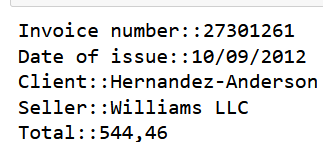 Invoice number::27301261
Date of issue::10/09/2012
Client::Hernandez-Anderson
Seller::Williams LLC
Total::544,46